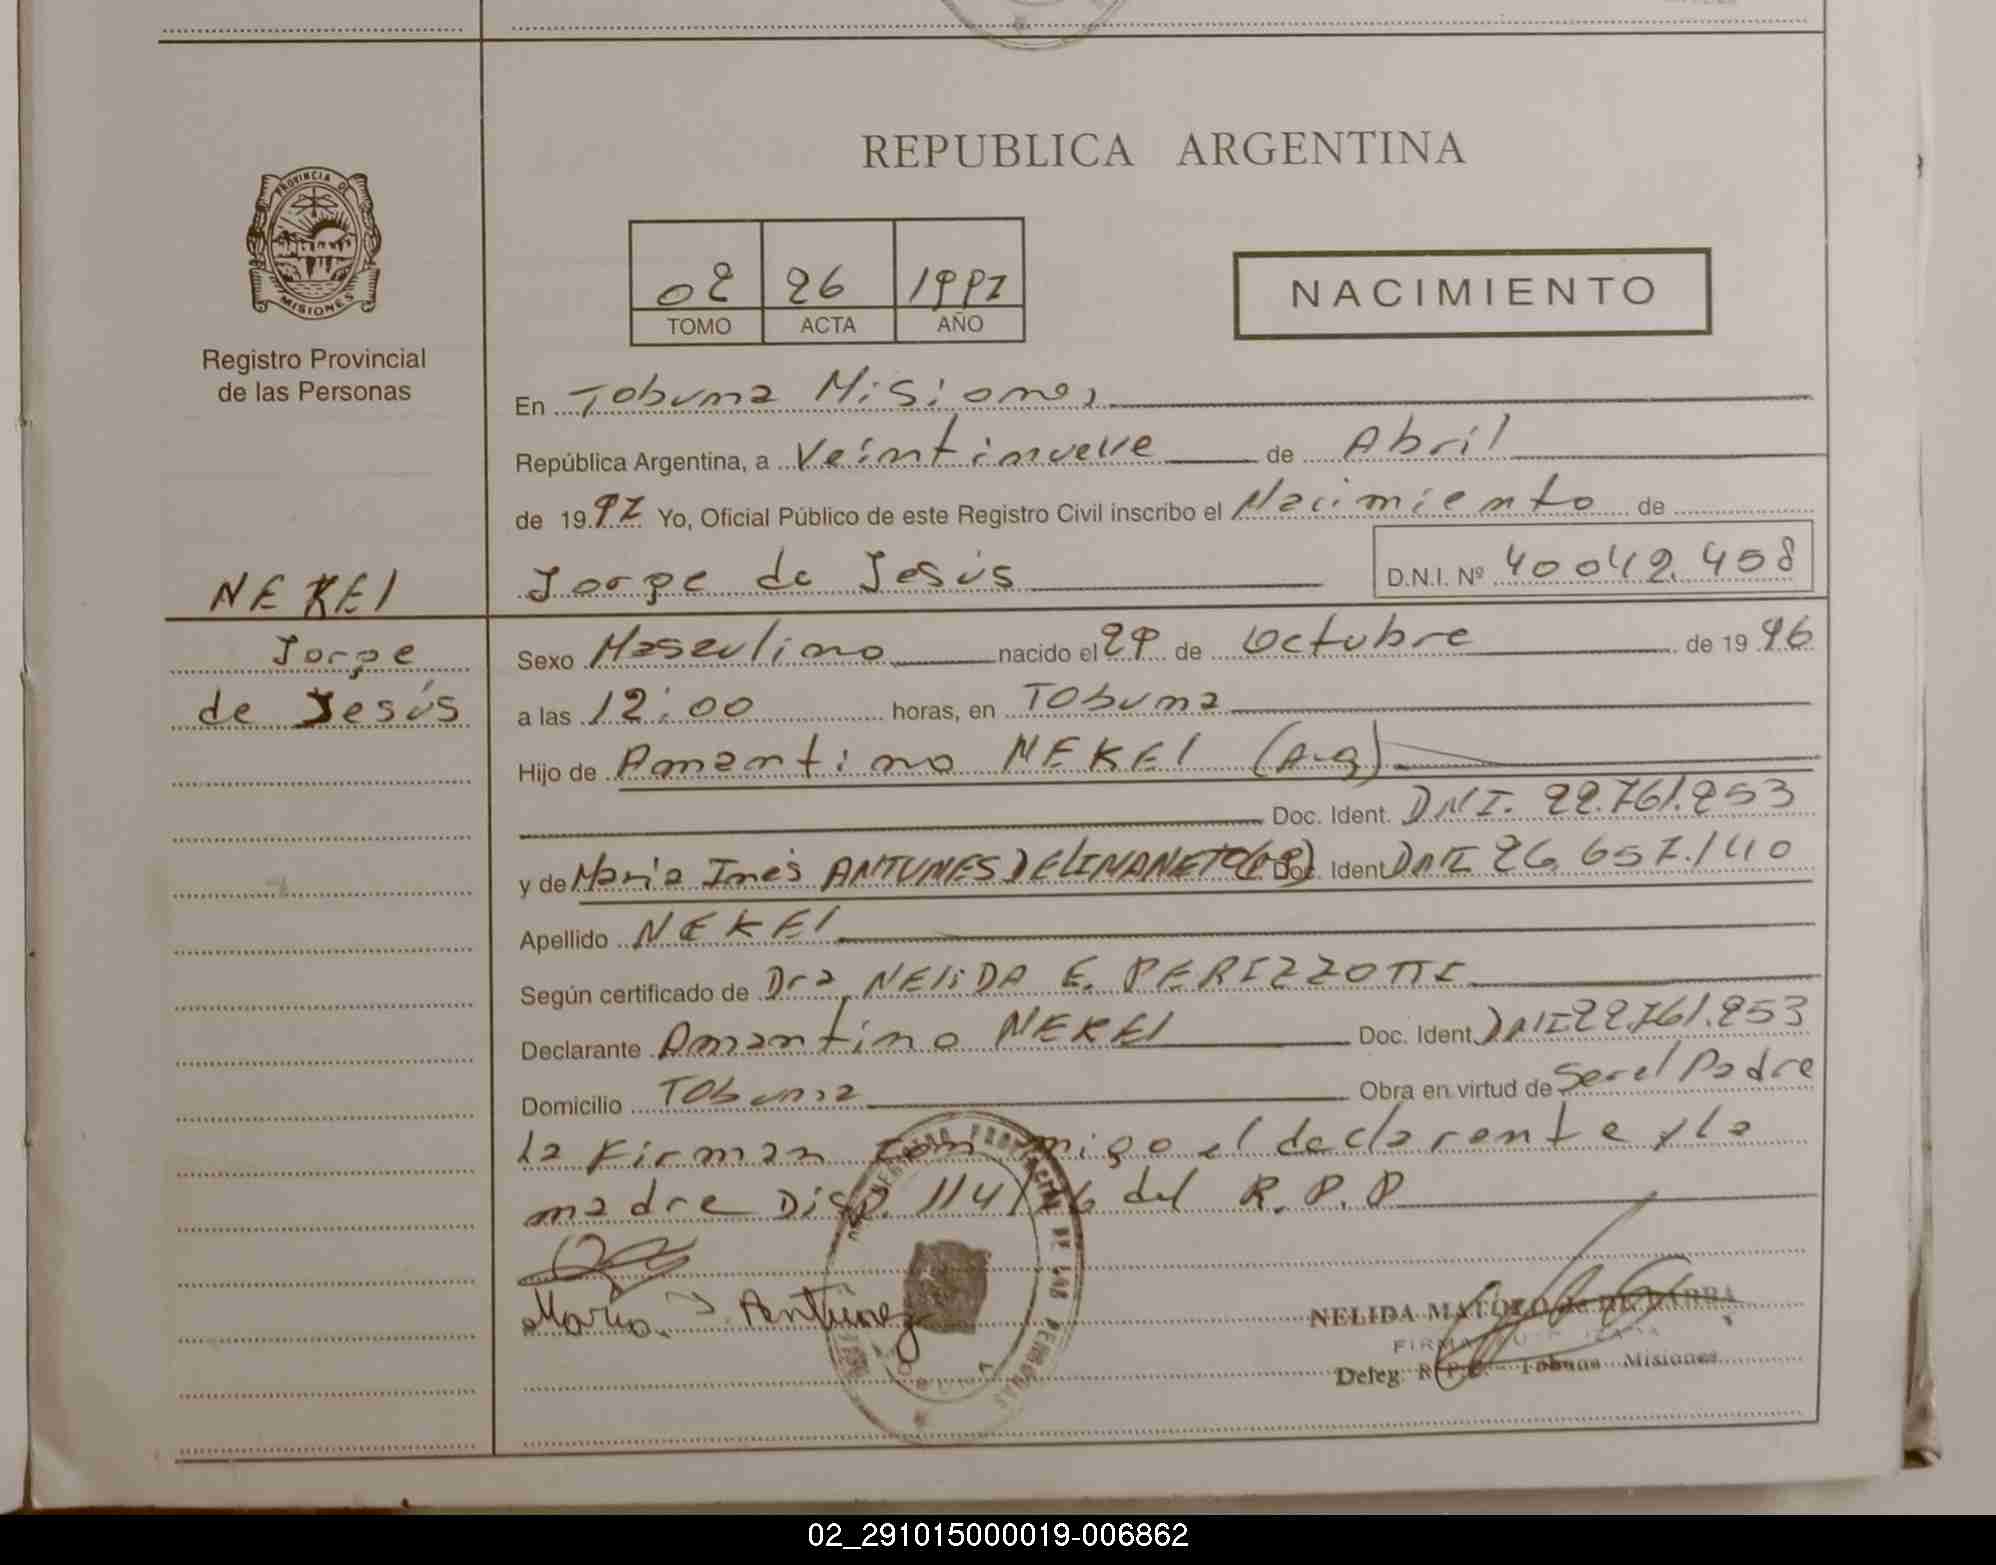 REPUBLICA ARGENTINA
PROVINCIA DE
MISIONES
Registro Provincial
de las Personas
02 26 1997
TOMO ACTA AÑO
NACIMIENTO
En Tobuna Misiones
República Argentina, a Veintinueve de Abril
de 1997 Yo, Oficial Público de este Registro Civil inscribo el Nacimiento de
Jorge de Jesús D.N.I. Nº 40042.458
NEKEI
Jorge
de Jesús
Sexo Masculino nacido el 29 de Octubre de 1996
a las 12:00 horas, en Tobuna
Hijo de Amantino NEKEI (Arg)
Doc. Ident. DNI. 22.761.253
y de Maria Inés ANTUNES DE LIMA NETO Doc. Ident DNI 26.657.140
Apellido NEKEI
Según certificado de Dra NELIDA E. PERIZZOTTI
Declarante Amantino NEKEI Doc. Ident. DNI 22.761.253
Domicilio Tobuna Obra en virtud de Ser el Padre
La Firman conmigo el declarante y la
madre Disp. 114/96 del R.P.P
Maria I Antunez
NELIDA
Deleg. Tobuna Misiones
02_291015000019-006862